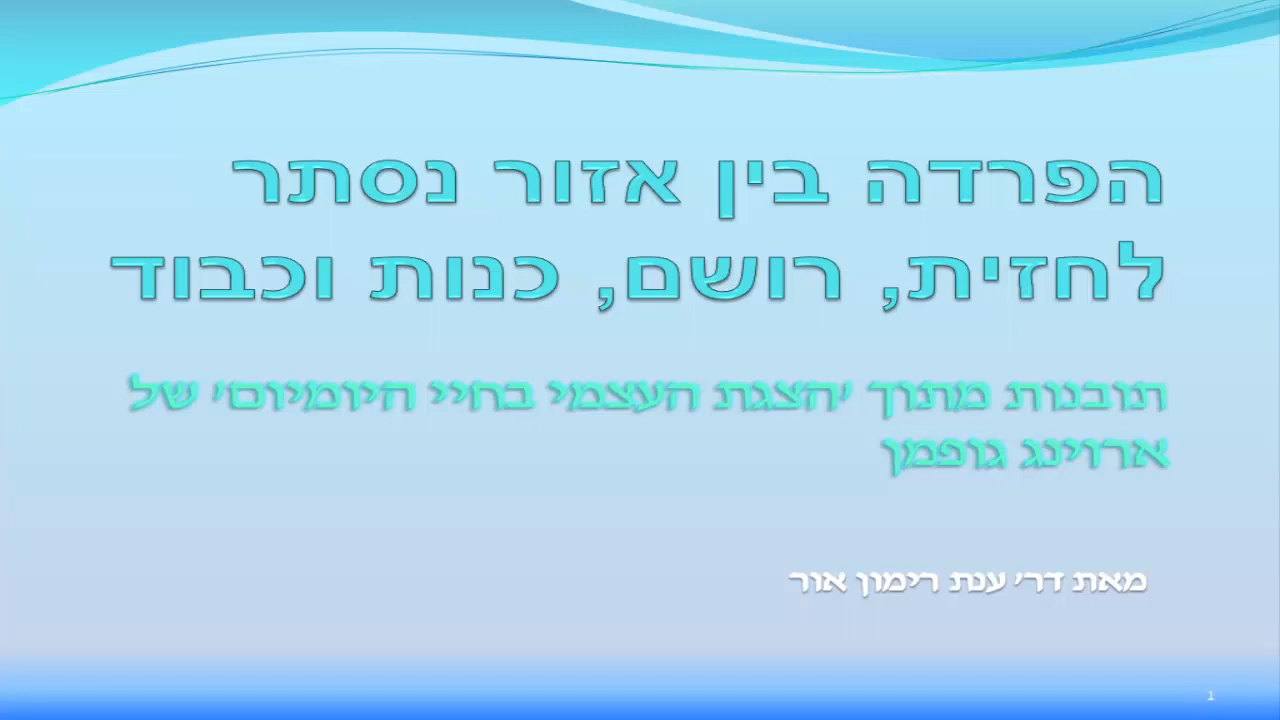 הפרדה בין אזור נסתר
לחזית, רושם, כנות וכבוד
תובנות מתוך 'הצגת העצמי בחיי היומיום' של
ארוינג גופמן
מאת דר' ענת רימון אור
1